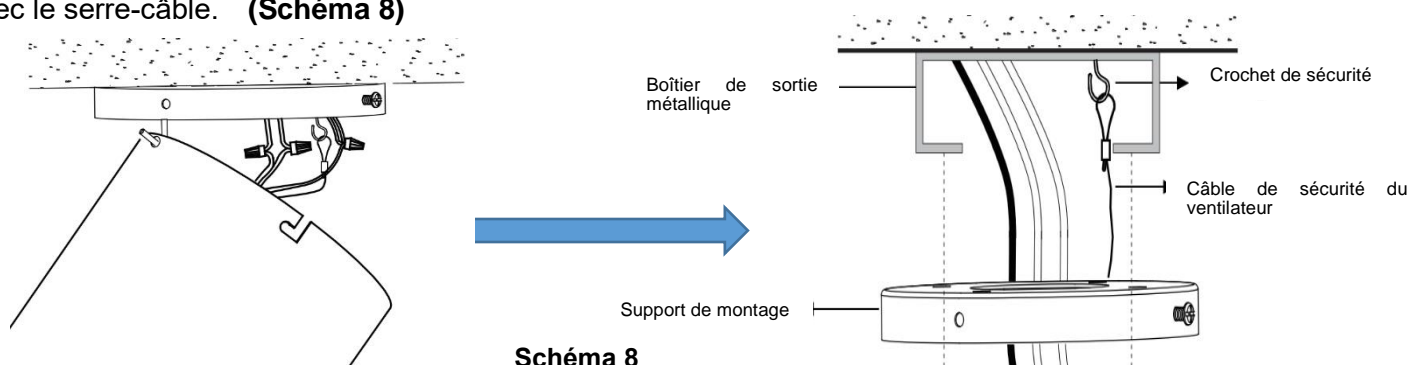 ec le serre-câble. (Schéma 8)
Boîtier de sortie
métallique
Crochet de sécurité
Câble de sécurité du
ventilateur
Support de montage
Schéma 8